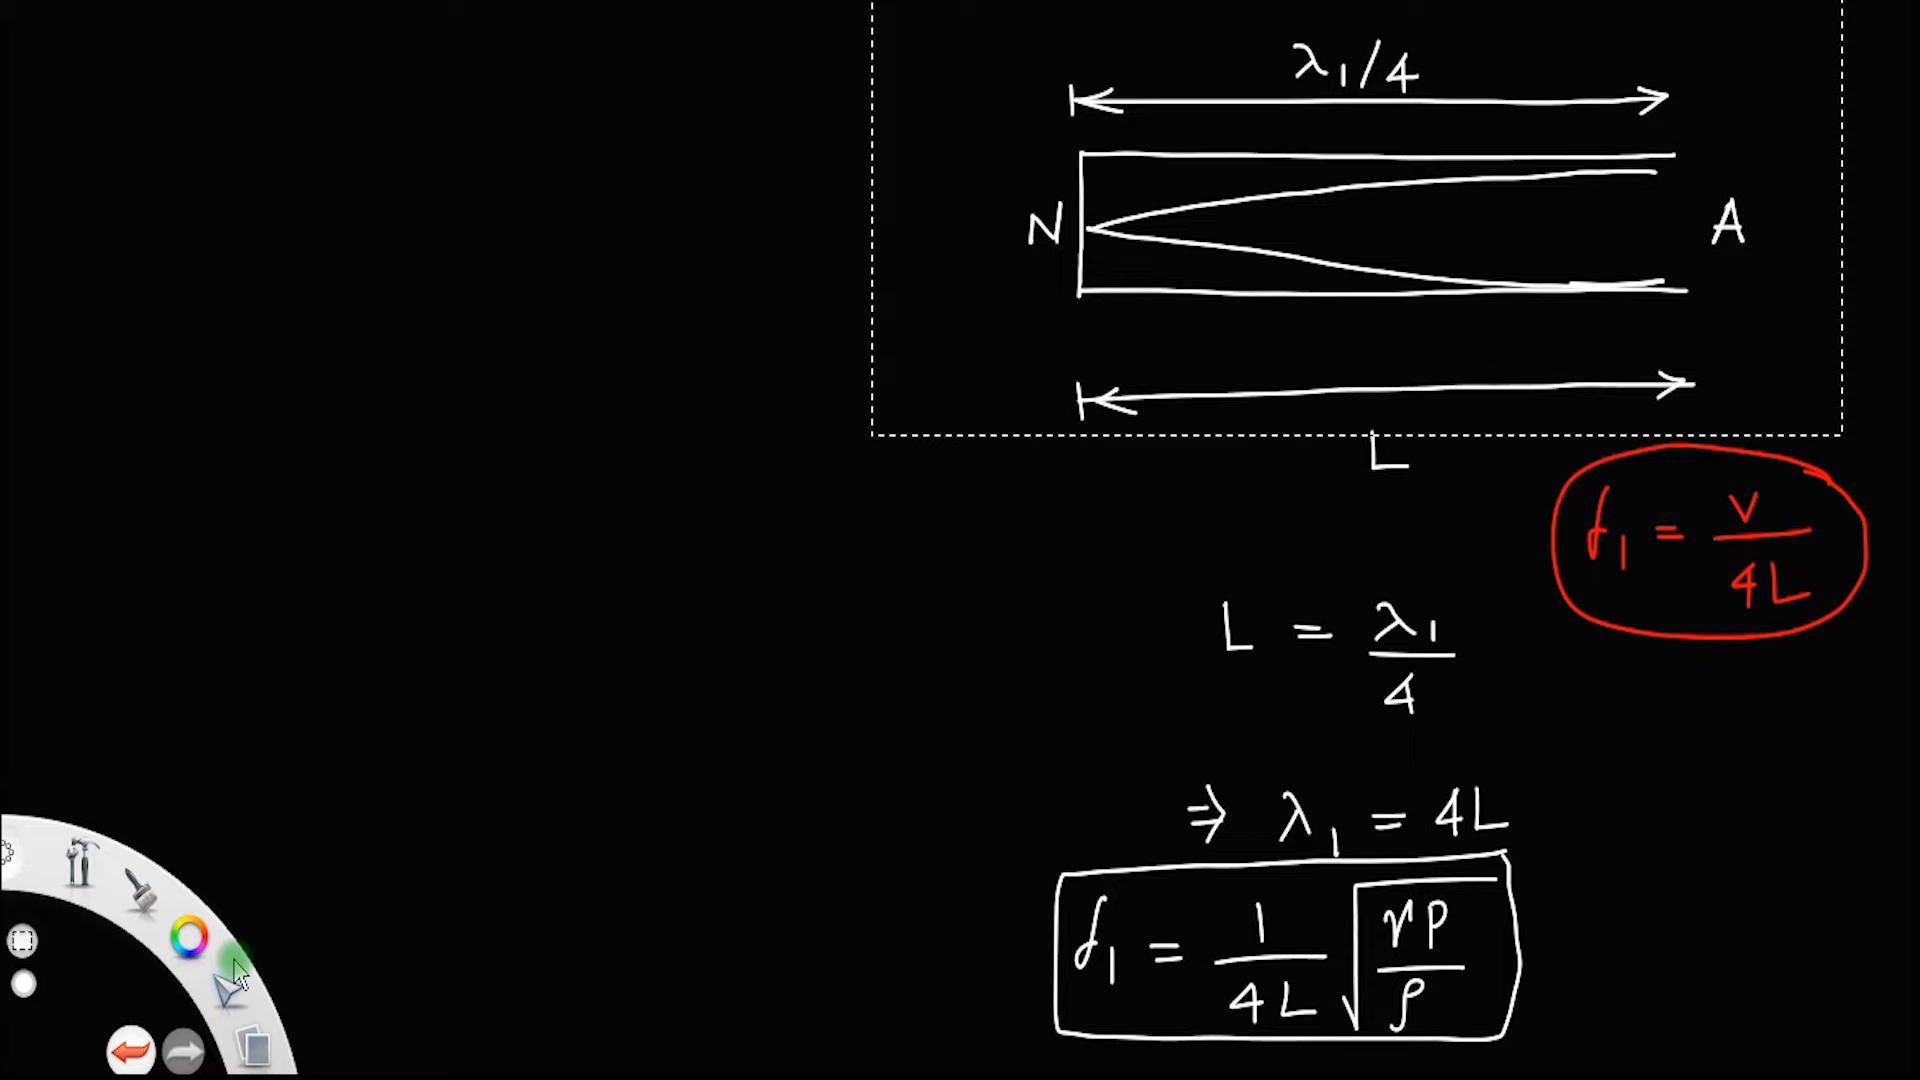 λ₁/4
N A
L
f₁ = v/4L
L = λ₁/4
⇒ λ₁ = 4L
f₁ = 1/4L √(γP/ρ)